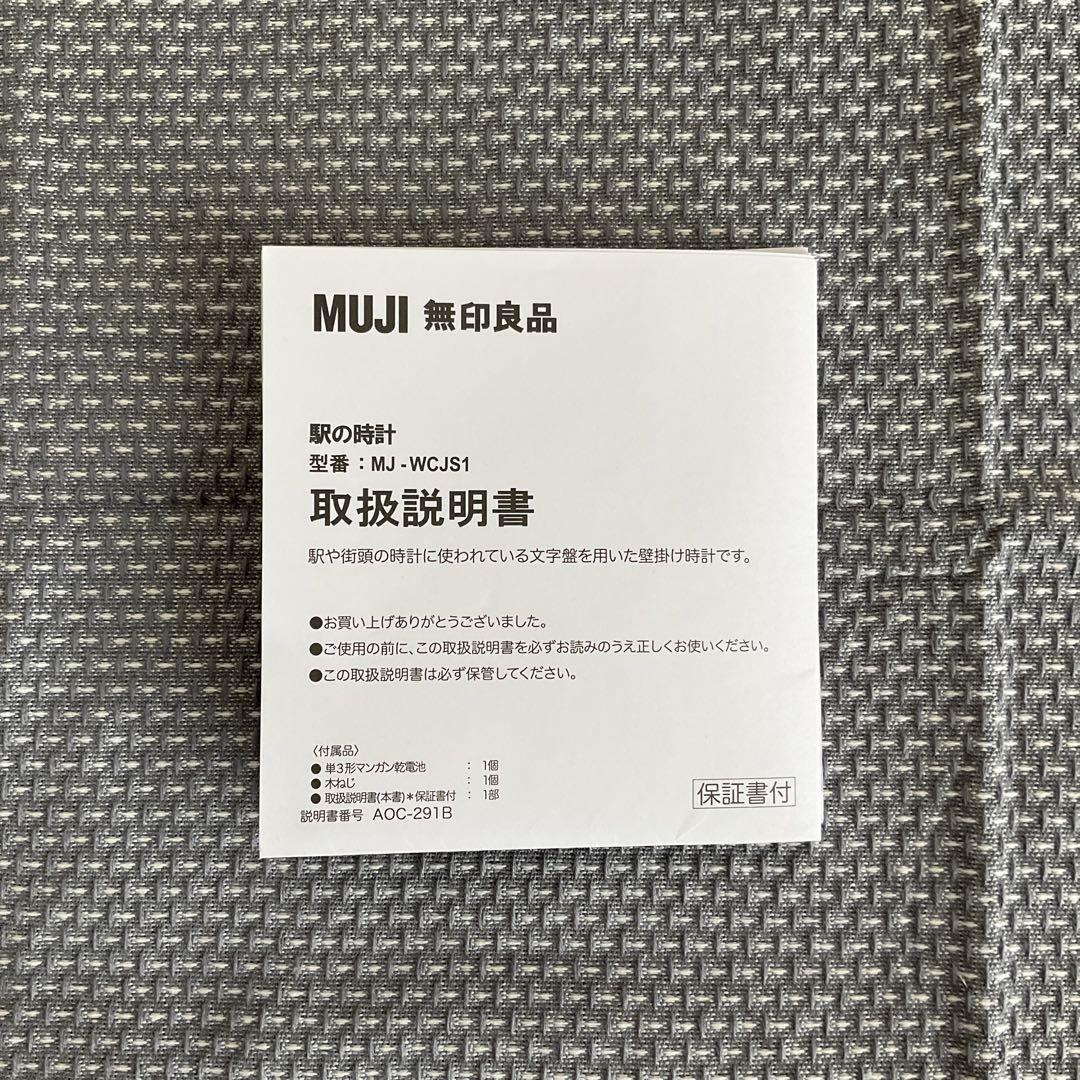 MUJI 無印良品
駅の時計
型番：MJ-WCJS1
取扱説明書
駅や街頭の時計に使われている文字盤を用いた壁掛け時計です。
●お買い上げありがとうございました。
●ご使用の前に、この取扱説明書を必ずお読みのうえ正しくお使いください。
●この取扱説明書は必ず保管してください。
〈付属品〉
● 単3形マンガン乾電池 ： 1個
● 木ねじ ： 1個
● 取扱説明書(本書)＊保証書付 ： 1部
説明書番号 AOC-291B
保証書付